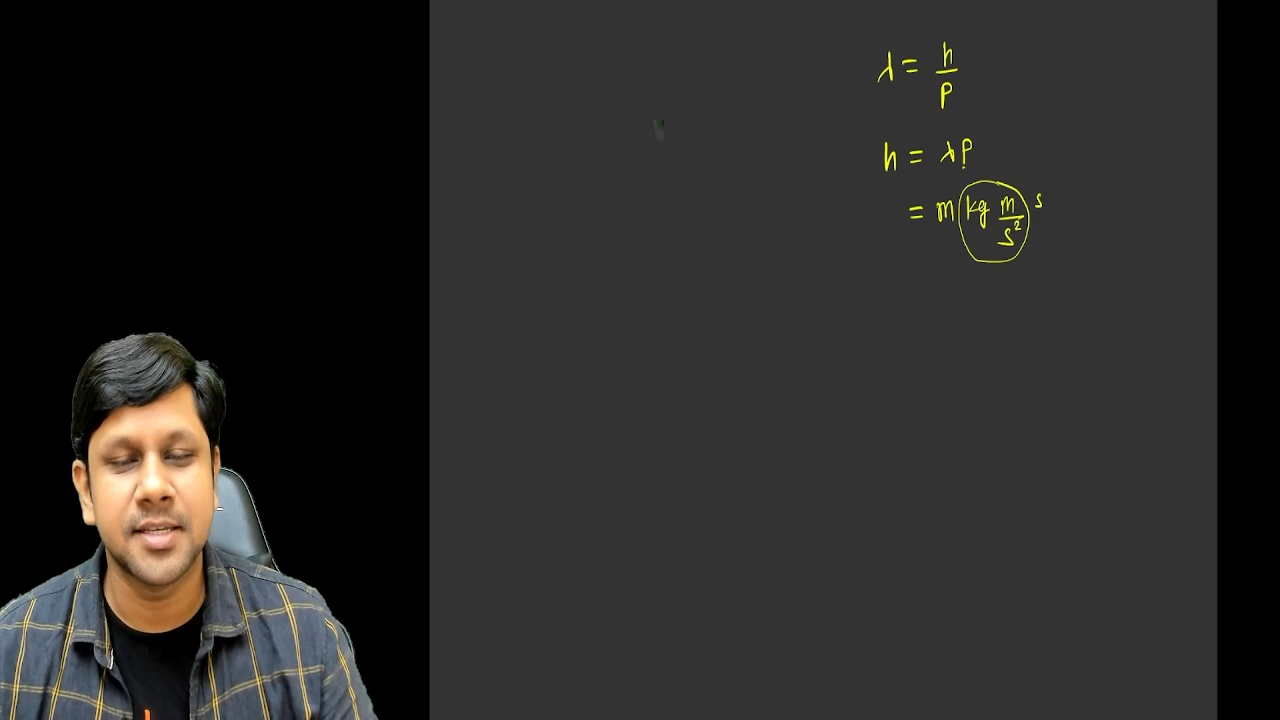 λ = h/p
h = λp
= m kg m/s² s